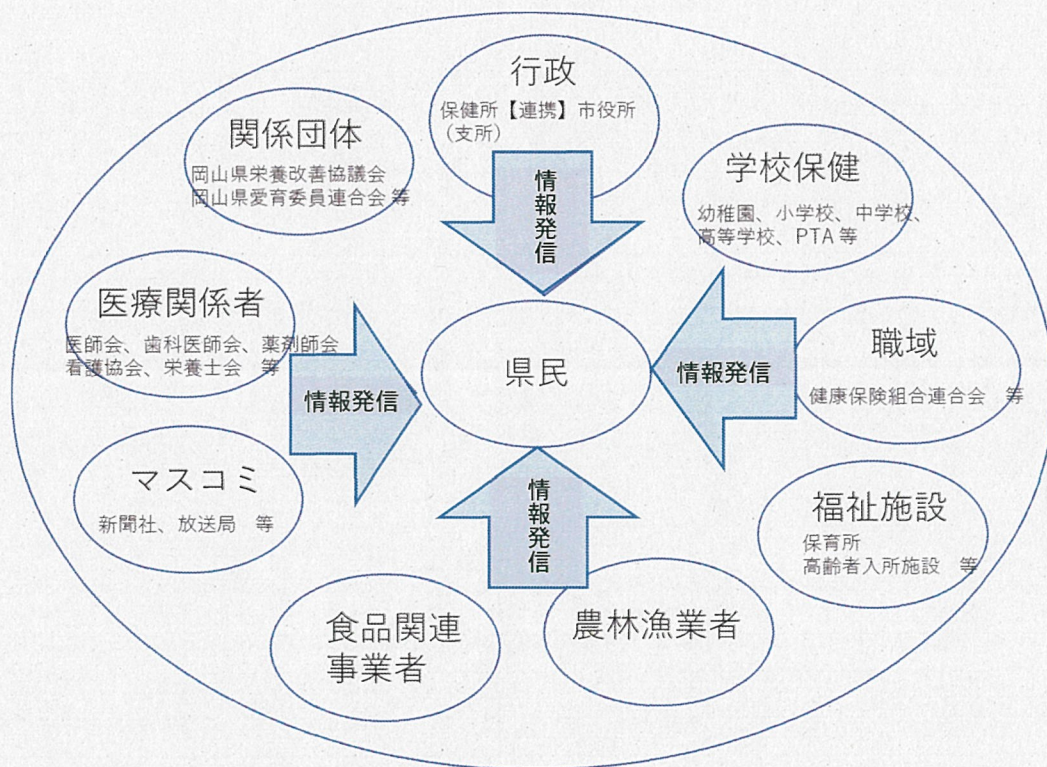 行政
保健所【連携】市役所
（支所）
関係団体
岡山県栄養改善協議会
岡山県愛育委員連合会 等
学校保健
幼稚園、小学校、中学校、
高等学校、PTA 等
情報発信
医療関係者
医師会、歯科医師会、薬剤師会
看護協会、栄養士会　等
県民
職域
健康保険組合連合会　等
情報発信
情報発信
マスコミ
新聞社、放送局　等
福祉施設
保育所
高齢者入所施設　等
情報発信
食品関連
事業者
農林漁業者